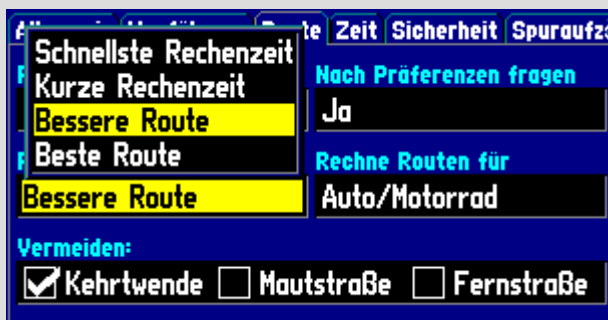 Zeit Sicherheit
Schnellste Rechenzeit
Kurze Rechenzeit
Bessere Route
Beste Route
Nach Präferenzen fragen
Ja
Rechne Routen für
Bessere Route
Auto/Motorrad
Vermeiden:
Kehrtwende Mautstraße Fernstraße